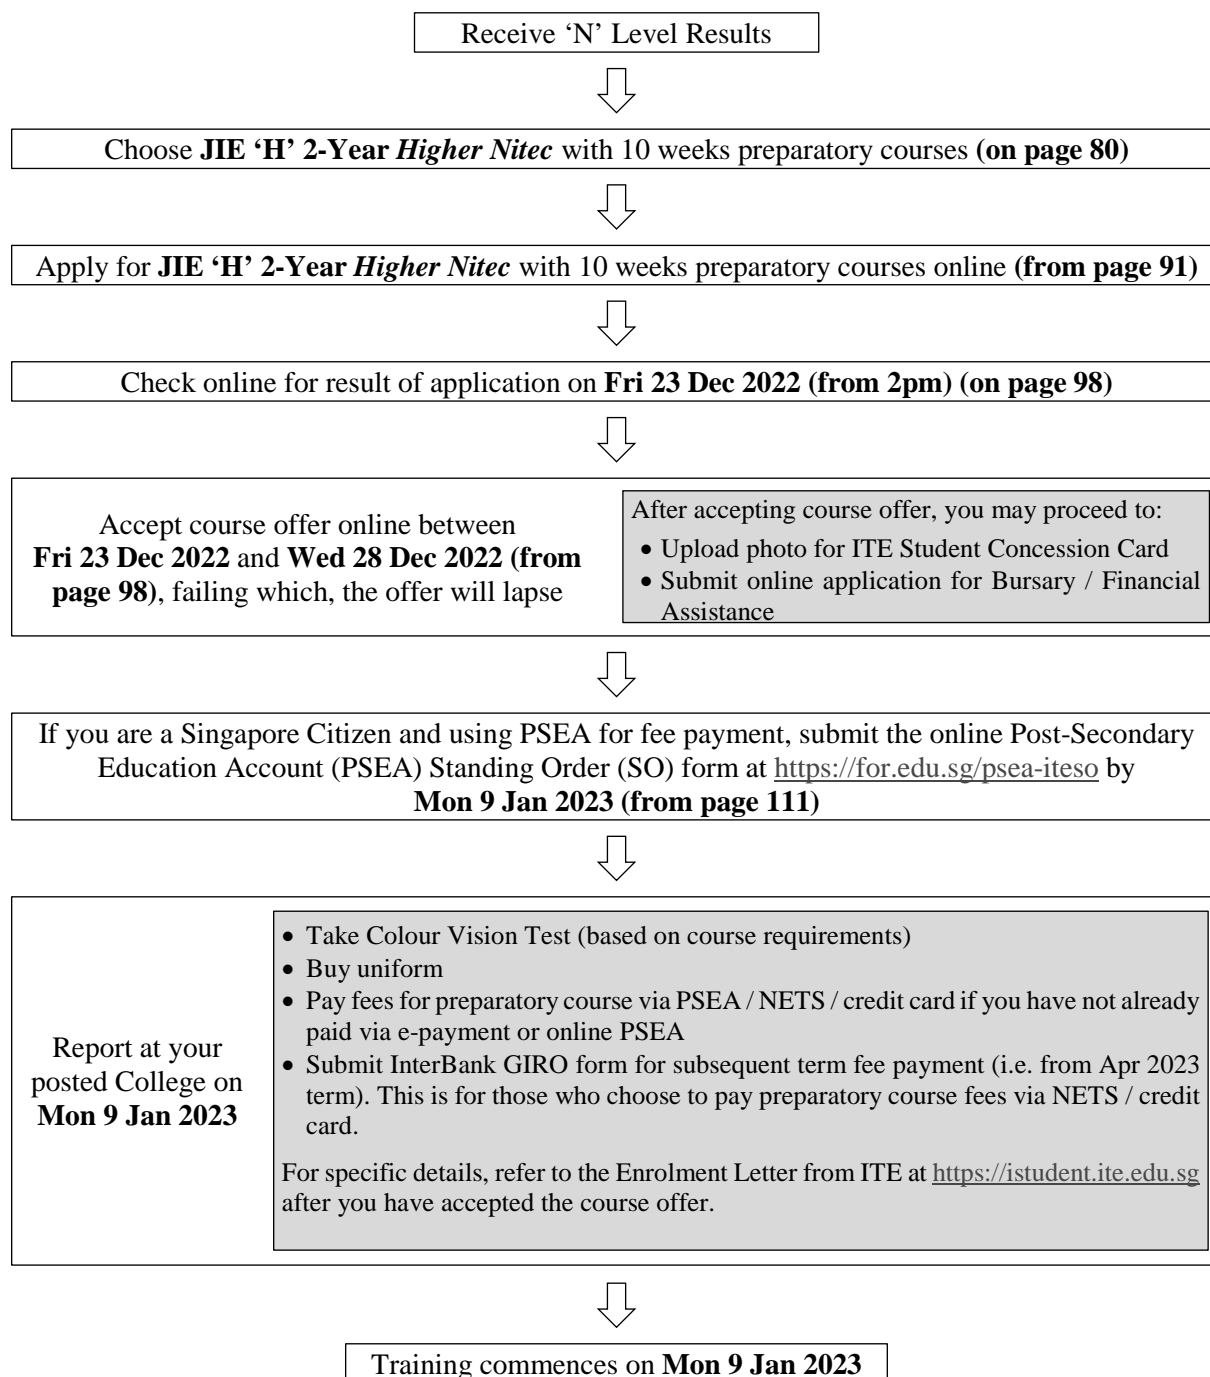 Receive ‘N’ Level Results
Choose JIE ‘H’ 2-Year Higher Nitec with 10 weeks preparatory courses (on page 80)
Apply for JIE ‘H’ 2-Year Higher Nitec with 10 weeks preparatory courses online (from page 91)
Check online for result of application on Fri 23 Dec 2022 (from 2pm) (on page 98)
Accept course offer online between
Fri 23 Dec 2022 and Wed 28 Dec 2022 (from
page 98), failing which, the offer will lapse
After accepting course offer, you may proceed to:
• Upload photo for ITE Student Concession Card
• Submit online application for Bursary / Financial
Assistance
If you are a Singapore Citizen and using PSEA for fee payment, submit the online Post-Secondary
Education Account (PSEA) Standing Order (SO) form at https://for.edu.sg/psea-iteso by
Mon 9 Jan 2023 (from page 111)
Report at your
posted College on
Mon 9 Jan 2023
• Take Colour Vision Test (based on course requirements)
• Buy uniform
• Pay fees for preparatory course via PSEA / NETS / credit card if you have not already
paid via e-payment or online PSEA
• Submit InterBank GIRO form for subsequent term fee payment (i.e. from Apr 2023
term). This is for those who choose to pay preparatory course fees via NETS / credit
card.
For specific details, refer to the Enrolment Letter from ITE at https://istudent.ite.edu.sg
after you have accepted the course offer.
Training commences on Mon 9 Jan 2023